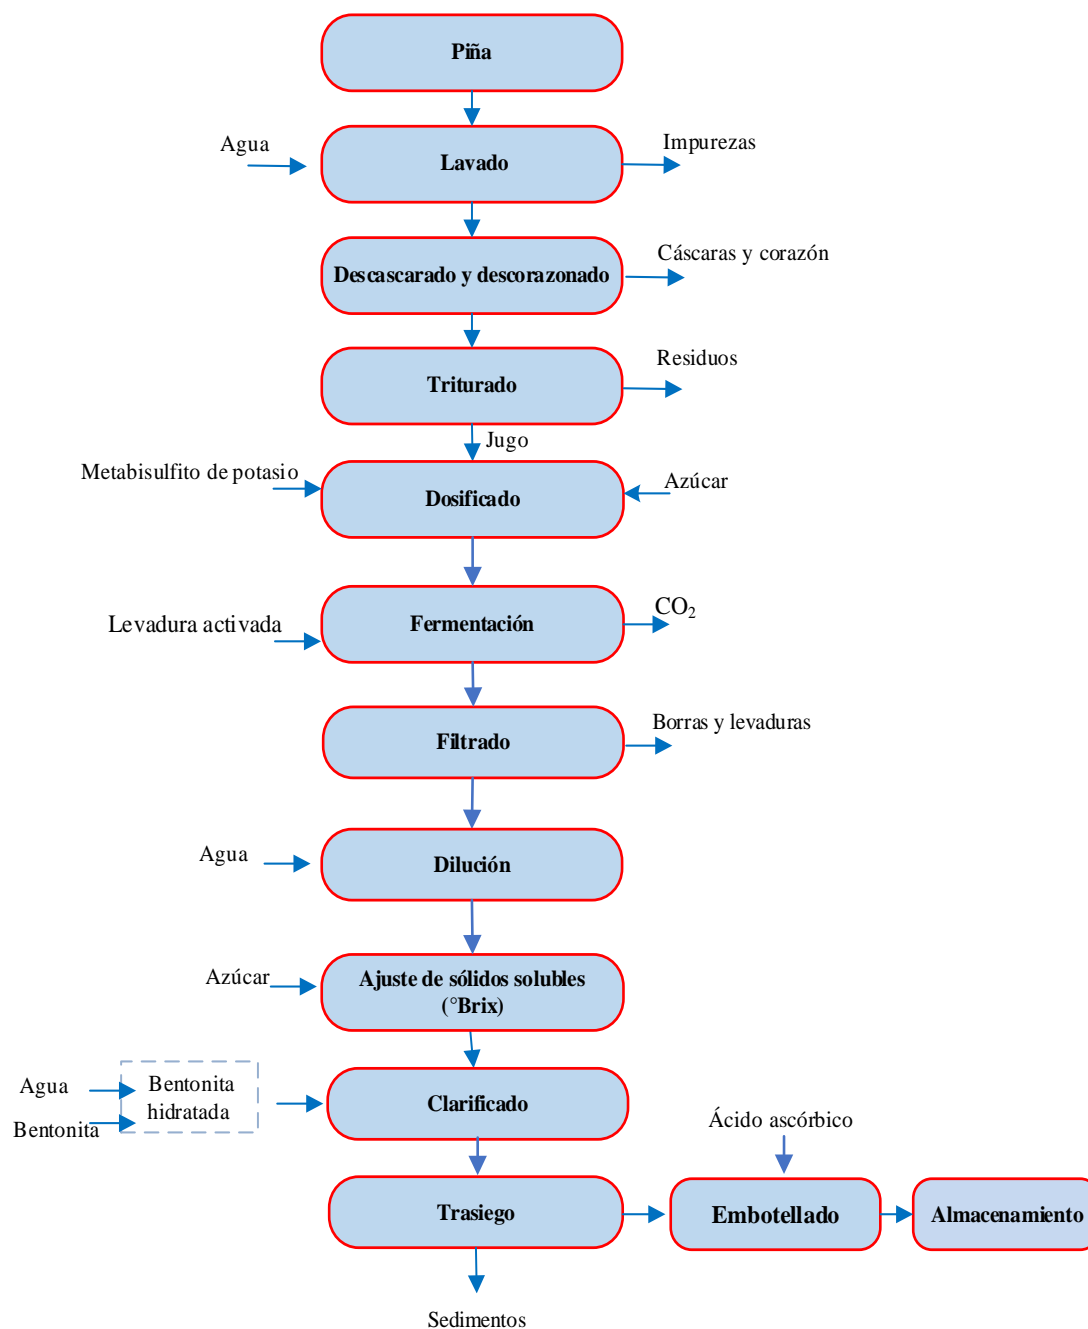 Piña
Agua
Lavado
Impurezas
Descascarado y descorazonado
Cáscaras y corazón
Triturado
Residuos
Jugo
Metabisulfito de potasio
Dosificado
Azúcar
Levadura activada
Fermentación
CO₂
Filtrado
Borras y levaduras
Agua
Dilución
Azúcar
Ajuste de sólidos solubles
(°Brix)
Agua
Bentonita
Bentonita
hidratada
Clarificado
Ácido ascórbico
Trasiego
Embotellado
Almacenamiento
Sedimentos